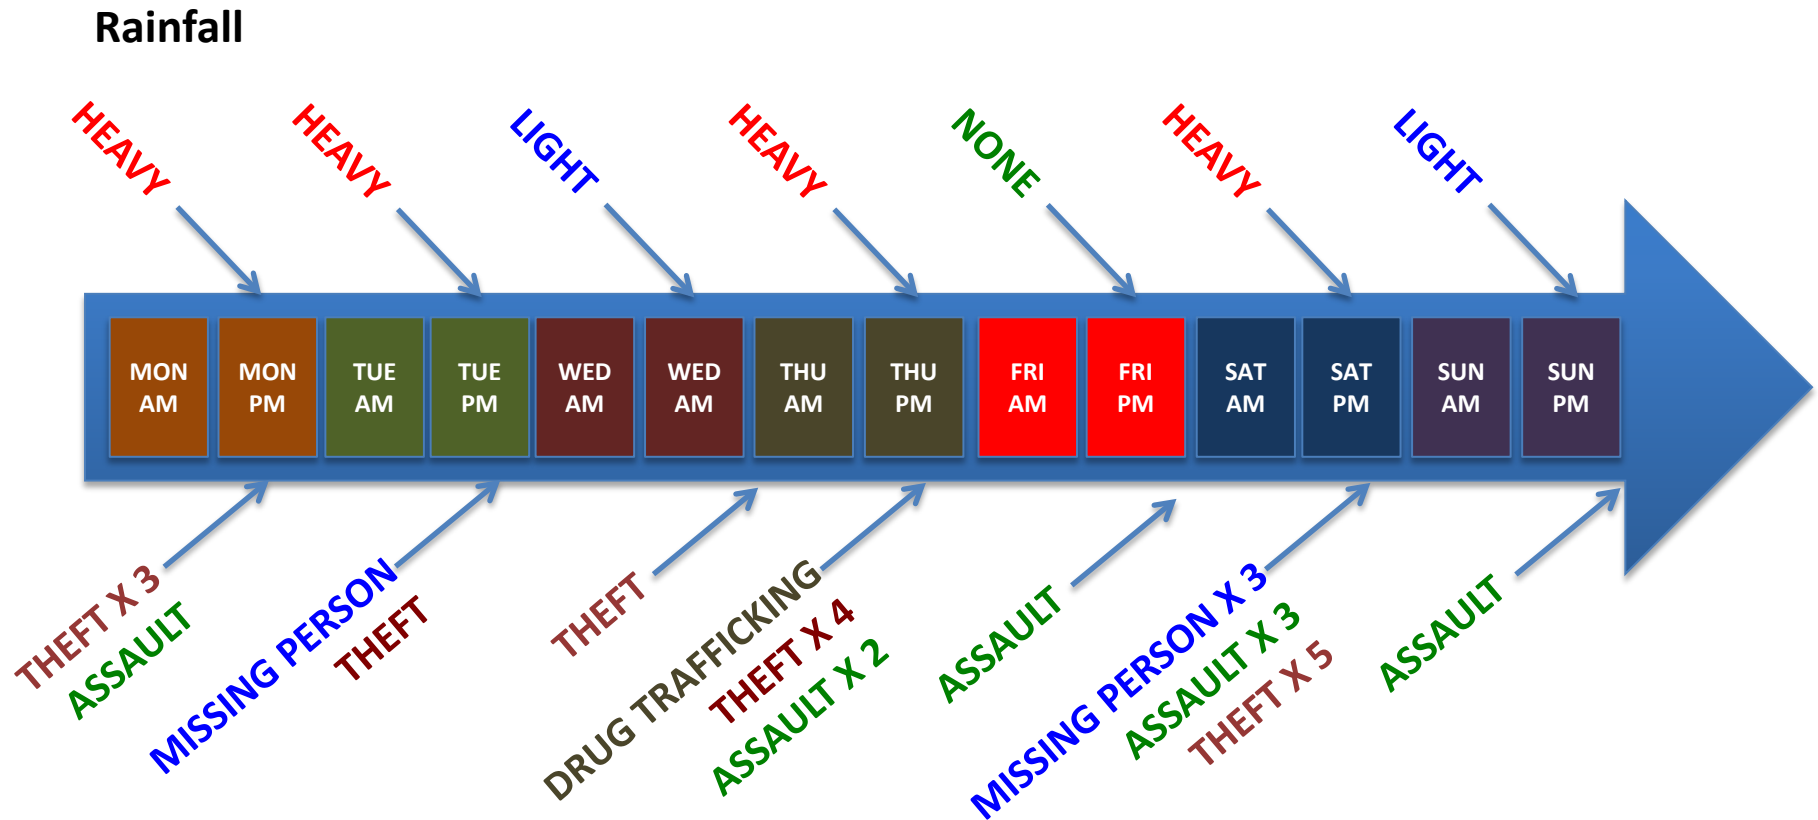 Rainfall
HEAVY
HEAVY
LIGHT
HEAVY
NONE
HEAVY
LIGHT
MON
AM
MON
PM
TUE
AM
TUE
PM
WED
AM
WED
AM
THU
AM
THU
PM
FRI
AM
FRI
PM
SAT
AM
SAT
PM
SUN
AM
SUN
PM
THEFT X 3
ASSAULT
MISSING PERSON
THEFT
THEFT
DRUG TRAFFICKING
THEFT X 4
ASSAULT X 2
ASSAULT
MISSING PERSON X 3
ASSAULT X 3
THEFT X 5
ASSAULT